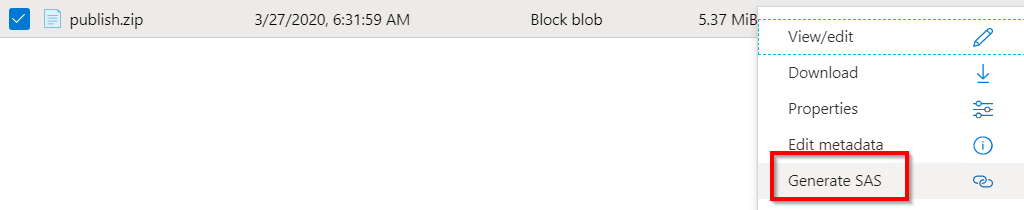 publish.zip 3/27/2020, 6:31:59 AM Block blob 5.37 MiB
View/edit
Download
Properties
Edit metadata
Generate SAS